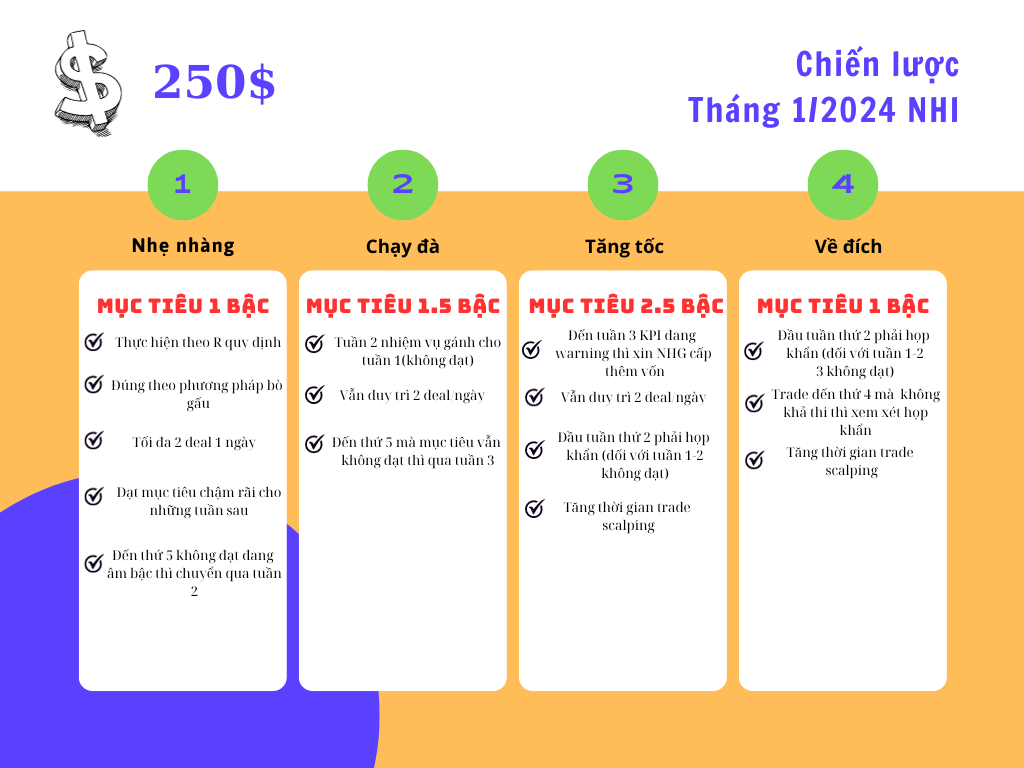 250$
Chiến lược
Tháng 1/2024 NHI
1
Nhẹ nhàng
MỤC TIÊU 1 BẬC
Thực hiện theo R quy định
Đúng theo phương pháp bò
gấu
Tối đa 2 deal 1 ngày
Đạt mục tiêu chậm rãi cho
những tuần sau
Đến thứ 5 không đạt đang
âm bậc thì chuyển qua tuần
2
2
Chạy đà
MỤC TIÊU 1.5 BẬC
Tuần 2 nhiệm vụ gánh cho
tuần 1(không đạt)
Vẫn duy trì 2 deal/ngày
Đến thứ 5 mà mục tiêu vẫn
không đạt thì qua tuần 3
3
Tăng tốc
MỤC TIÊU 2.5 BẬC
Đến tuần 3 KPI đang
warning thì xin NHG cấp
thêm vốn
Vẫn duy trì 2 deal/ngày
Đầu tuần thứ 2 phải họp
khẩn (đối với tuần 1-2
không đạt)
Tăng thời gian trade
scalping
4
Về đích
MỤC TIÊU 1 BẬC
Đầu tuần thứ 2 phải họp
khẩn (đối với tuần 1-2
3 không đạt)
Trade đến thứ 4 mà không
khả thi thì xem xét họp
khẩn
Tăng thời gian trade
scalping